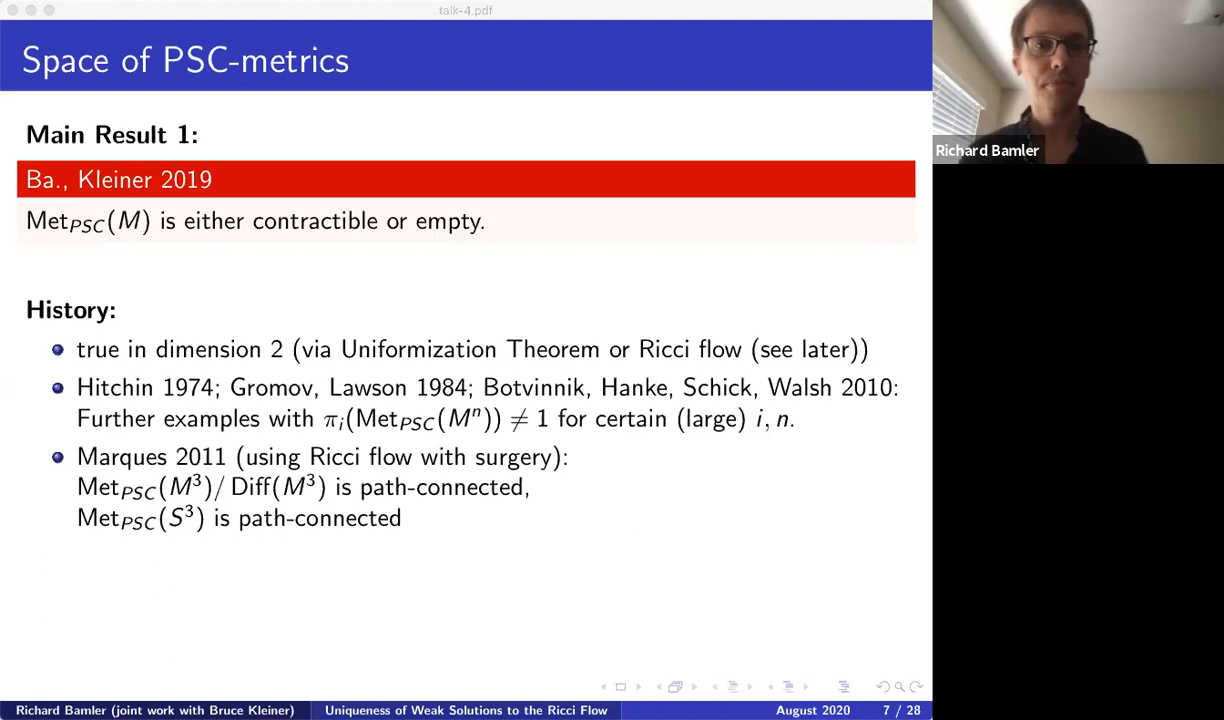 talk-4.pdf
Space of PSC-metrics
Richard Bamler
Main Result 1:
Ba., Kleiner 2019
Met_PSC(M) is either contractible or empty.
History:
true in dimension 2 (via Uniformization Theorem or Ricci flow (see later))
Hitchin 1974; Gromov, Lawson 1984; Botvinnik, Hanke, Schick, Walsh 2010:
Further examples with π_i(Met_PSC(M^n)) ≠ 1 for certain (large) i, n.
Marques 2011 (using Ricci flow with surgery):
Met_PSC(M³)/ Diff(M³) is path-connected,
Met_PSC(S³) is path-connected
Richard Bamler (joint work with Bruce Kleiner) Uniqueness of Weak Solutions to the Ricci Flow August 2020 7 / 28